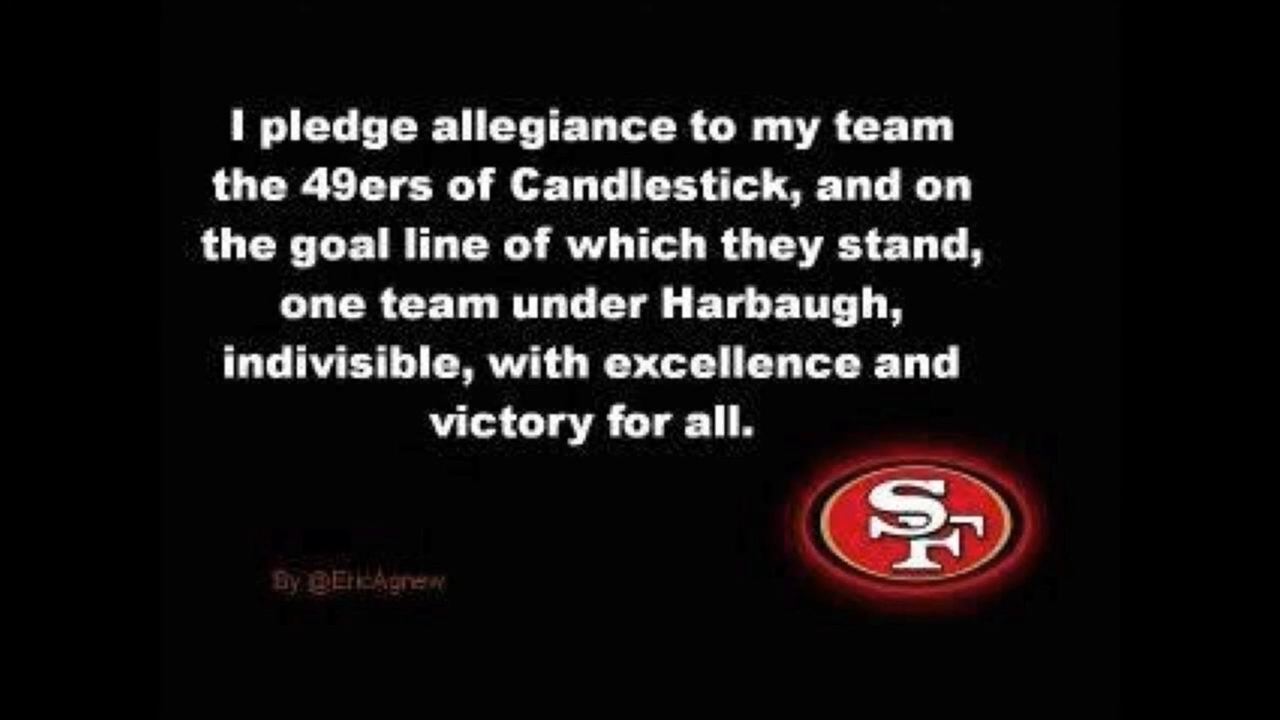 I pledge allegiance to my team
the 49ers of Candlestick, and on
the goal line of which they stand,
one team under Harbaugh,
indivisible, with excellence and
victory for all.
SF
By @EricAgnew